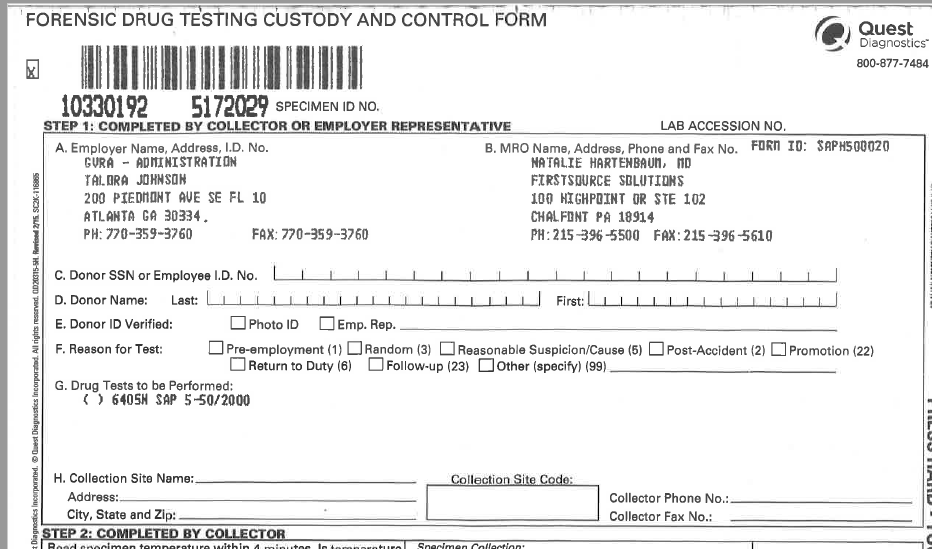 FORENSIC DRUG TESTING CUSTODY AND CONTROL FORM
Quest
Diagnostics™
800-877-7484
X
10330192 5172029 SPECIMEN ID NO.
STEP 1: COMPLETED BY COLLECTOR OR EMPLOYER REPRESENTATIVE LAB ACCESSION NO.
A. Employer Name, Address, I.D. No.
GVRA - ADMINISTRATION
TALORA JOHNSON
200 PIEDMONT AVE SE FL 10
ATLANTA GA 30334.
PH: 770-359-3760 FAX: 770-359-3760
B. MRO Name, Address, Phone and Fax No. FORM ID: SAPH500020
NATALIE HARTENBAUM, MD
FIRSTSOURCE SOLUTIONS
100 HIGHPOINT DR STE 102
CHALFONT PA 18914
PH: 215-396-5500 FAX: 215-396-5610
C. Donor SSN or Employee I.D. No.
D. Donor Name: Last: First:
E. Donor ID Verified: Photo ID Emp. Rep.
F. Reason for Test: Pre-employment (1) Random (3) Reasonable Suspicion/Cause (5) Post-Accident (2) Promotion (22)
Return to Duty (6) Follow-up (23) Other (specify) (99)
G. Drug Tests to be Performed:
( ) 6405N SAP 5-50/2000
H. Collection Site Name: Collection Site Code:
Address: Collector Phone No.:
City, State and Zip: Collector Fax No.:
STEP 2: COMPLETED BY COLLECTOR
Read specimen temperature within 4 minutes. Is temperature Specimen Collection:
© Quest Diagnostics Incorporated. All rights reserved.